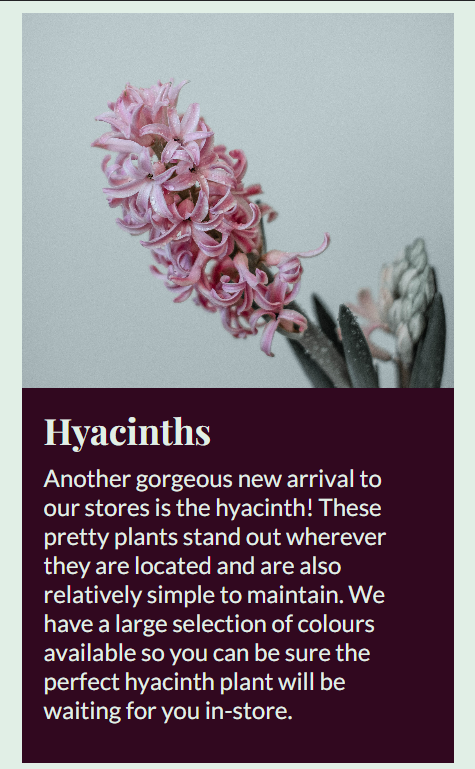 Hyacinths
Another gorgeous new arrival to
our stores is the hyacinth! These
pretty plants stand out wherever
they are located and are also
relatively simple to maintain. We
have a large selection of colours
available so you can be sure the
perfect hyacinth plant will be
waiting for you in-store.